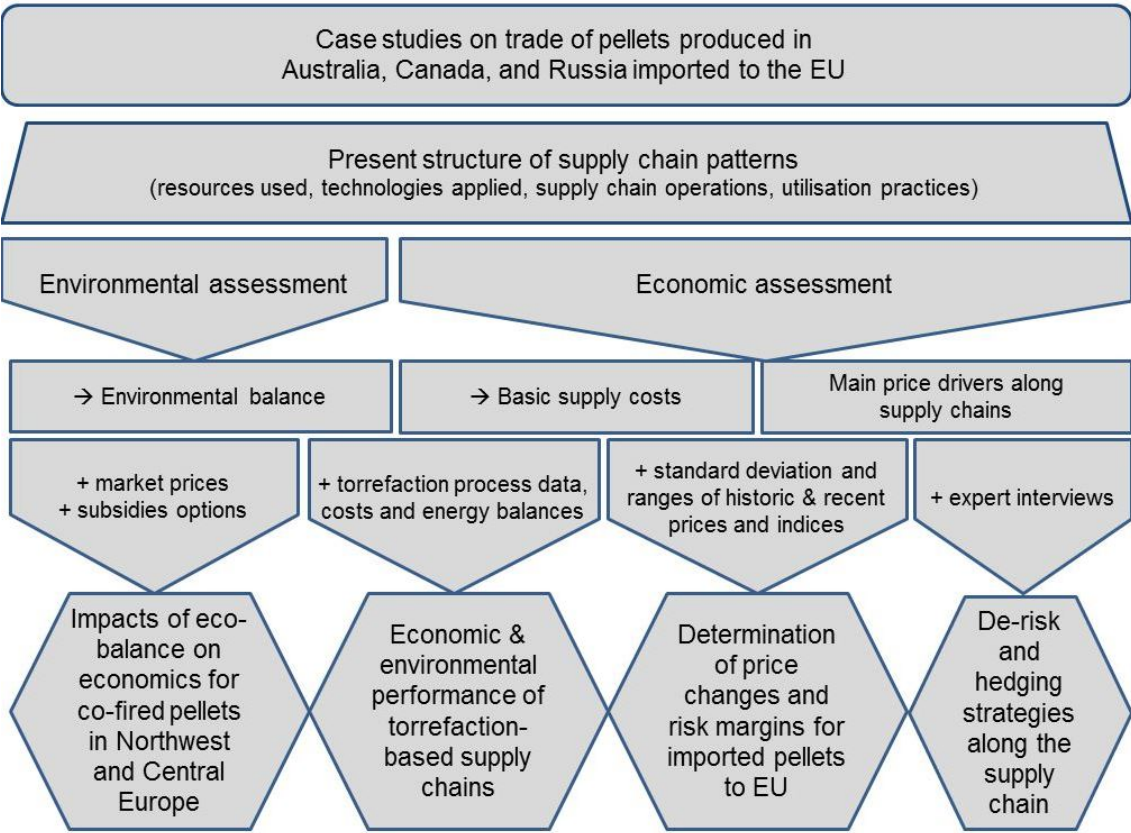 Case studies on trade of pellets produced in
Australia, Canada, and Russia imported to the EU
Present structure of supply chain patterns
(resources used, technologies applied, supply chain operations, utilisation practices)
Environmental assessment
Economic assessment
→ Environmental balance
→ Basic supply costs
Main price drivers along
supply chains
+ market prices
+ subsidies options
+ torrefaction process data,
costs and energy balances
+ standard deviation and
ranges of historic & recent
prices and indices
+ expert interviews
Impacts of eco-
balance on
economics for
co-fired pellets
in Northwest
and Central
Europe
Economic &
environmental
performance of
torrefaction-
based supply
chains
Determination
of price
changes and
risk margins for
imported pellets
to EU
De-risk
and
hedging
strategies
along the
supply
chain